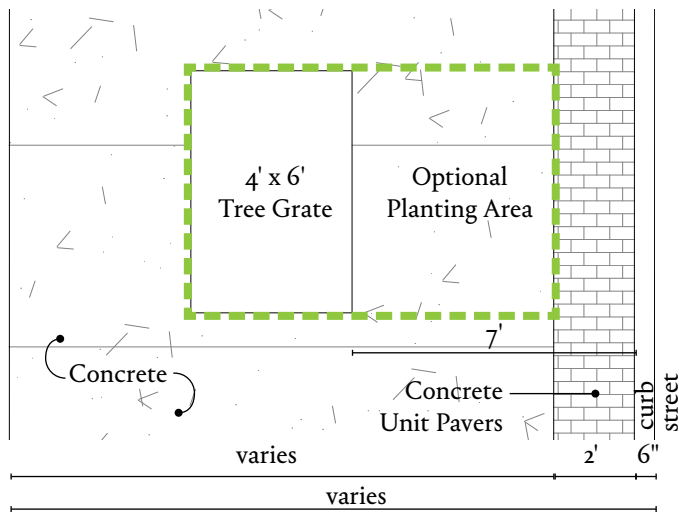 4' x 6'
Tree Grate
Optional
Planting Area
7'
Concrete
Concrete
Unit Pavers
curb
street
varies
2'
6"
varies